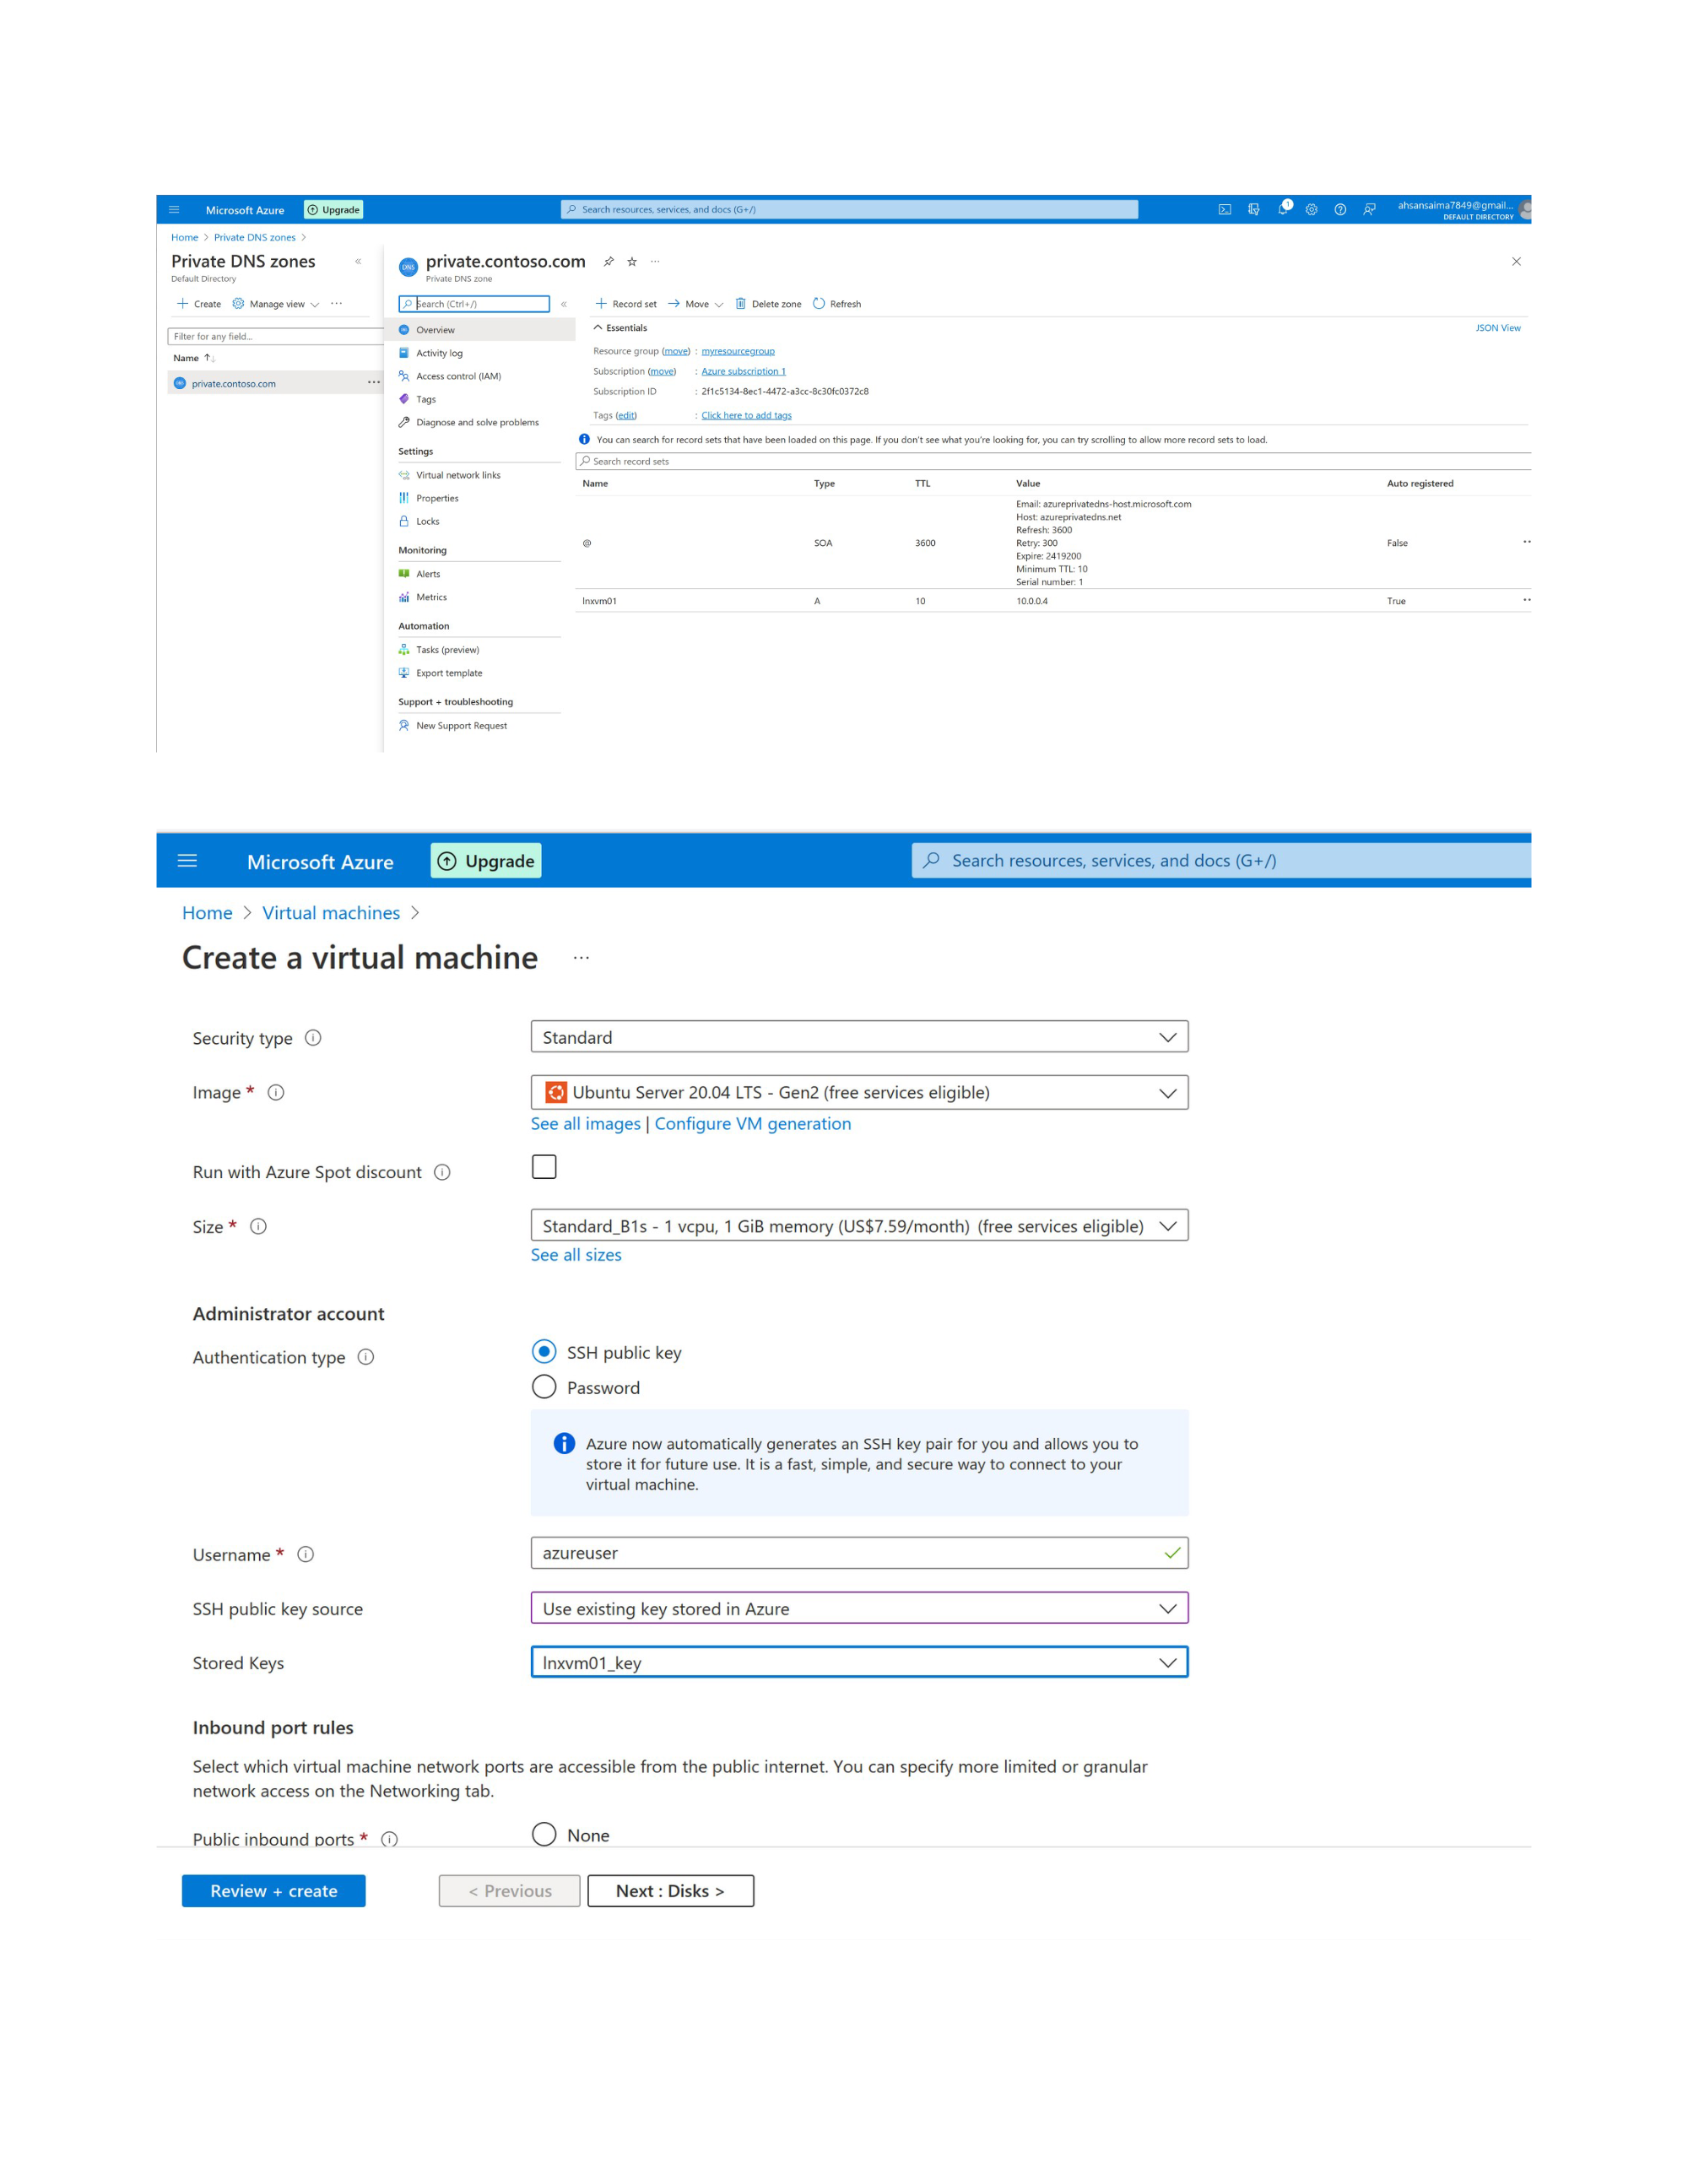 Microsoft Azure
Upgrade
Search resources, services, and docs (G+/)
1
ahsansaima7849@gmail...
DEFAULT DIRECTORY
Home > Private DNS zones >
Private DNS zones «
Default Directory
+ Create Manage view ...
Filter for any field...
Name ↑↓
private.contoso.com ...
DNS
private.contoso.com ...
Private DNS zone
Search (Ctrl+/) «
Overview
Activity log
Access control (IAM)
Tags
Diagnose and solve problems
Settings
Virtual network links
Properties
Locks
Monitoring
Alerts
Metrics
Automation
Tasks (preview)
Export template
Support + troubleshooting
New Support Request
+ Record set → Move Delete zone Refresh
Essentials JSON View
Resource group (move) : myresourcegroup
Subscription (move) : Azure subscription 1
Subscription ID : 2f1c5134-8ec1-4472-a3cc-8c30fc0372c8
Tags (edit) : Click here to add tags
You can search for record sets that have been loaded on this page. If you don't see what you're looking for, you can try scrolling to allow more record sets to load.
Search record sets
Name Type TTL Value Auto registered
Email: azureprivatedns-host.microsoft.com
Host: azureprivatedns.net
Refresh: 3600
@ SOA 3600 Retry: 300 False
Expire: 2419200
Minimum TTL: 10
Serial number: 1
lnxvm01 A 10 10.0.0.4 True
Microsoft Azure
Upgrade
Search resources, services, and docs (G+/)
Home > Virtual machines >
Create a virtual machine ...
Security type Standard
Image * Ubuntu Server 20.04 LTS - Gen2 (free services eligible)
See all images | Configure VM generation
Run with Azure Spot discount
Size * Standard_B1s - 1 vcpu, 1 GiB memory (US$7.59/month) (free services eligible)
See all sizes
Administrator account
Authentication type SSH public key
Password
Azure now automatically generates an SSH key pair for you and allows you to
store it for future use. It is a fast, simple, and secure way to connect to your
virtual machine.
Username * azureuser
SSH public key source Use existing key stored in Azure
Stored Keys lnxvm01_key
Inbound port rules
Select which virtual machine network ports are accessible from the public internet. You can specify more limited or granular
network access on the Networking tab.
Public inbound ports * None
Review + create < Previous Next : Disks >